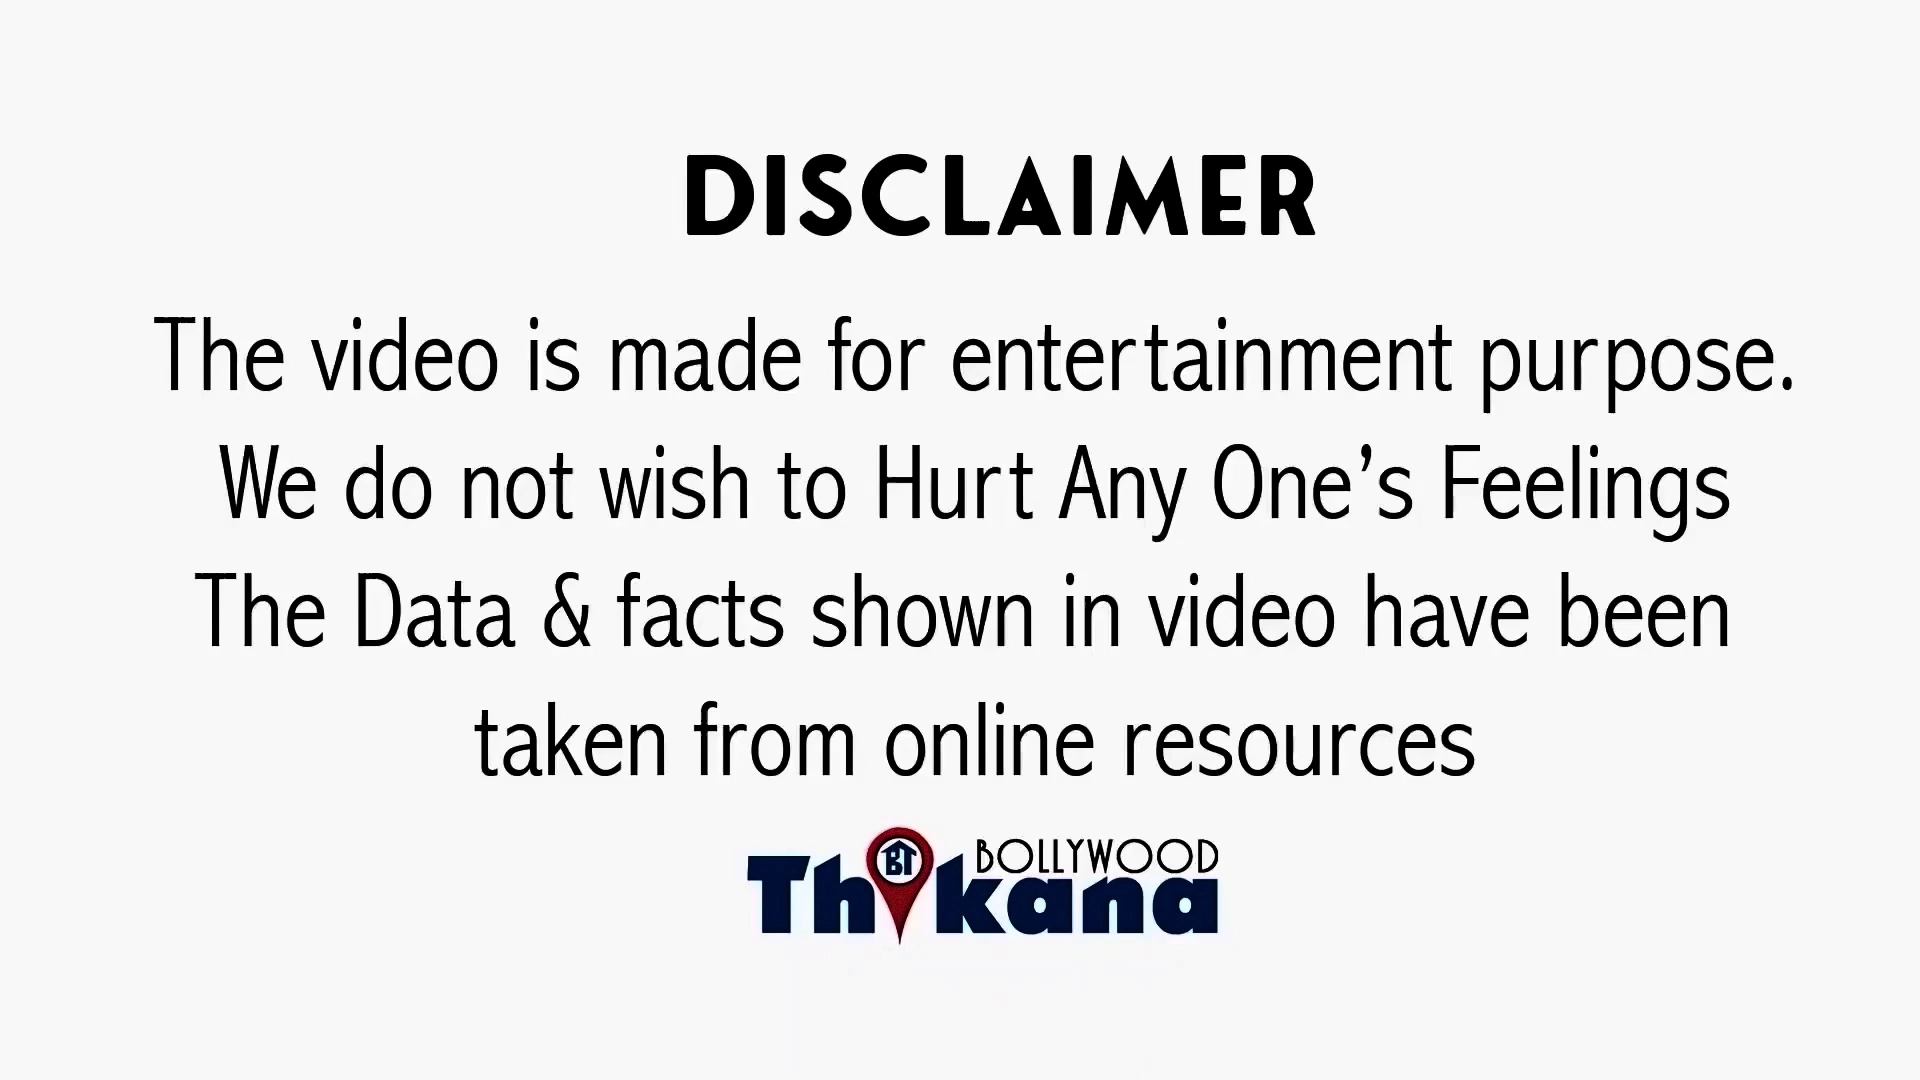 DISCLAIMER
The video is made for entertainment purpose.
We do not wish to Hurt Any One’s Feelings
The Data & facts shown in video have been
taken from online resources
BOLLYWOOD
BT
Thikana